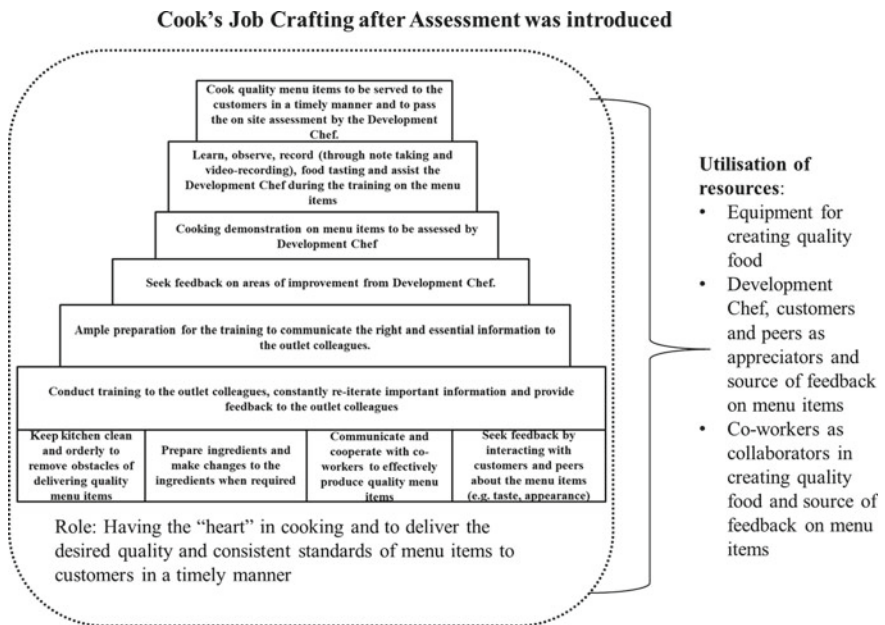 Cook's Job Crafting after Assessment was introduced
Cook quality menu items to be served to the
customers in a timely manner and to pass
the on site assessment by the Development
Chef.
Learn, observe, record (through note taking and
video-recording), food tasting and assist the
Development Chef during the training on the menu
items
Cooking demonstration on menu items to be assessed by
Development Chef
Seek feedback on areas of improvement from Development Chef.
Ample preparation for the training to communicate the right and essential information to
the outlet colleagues.
Conduct training to the outlet colleagues, constantly re-iterate important information and provide
feedback to the outlet colleagues
Keep kitchen clean
and orderly to
remove obstacles of
delivering quality
menu items
Prepare ingredients and
make changes to the
ingredients when required
Communicate and
cooperate with co-
workers to effectively
produce quality menu
items
Seek feedback by
interacting with
customers and peers
about the menu items
(e.g. taste, appearance)
Role: Having the “heart” in cooking and to deliver the
desired quality and consistent standards of menu items to
customers in a timely manner
Utilisation of
resources:
• Equipment for
creating quality
food
• Development
Chef, customers
and peers as
appreciators and
source of feedback
on menu items
• Co-workers as
collaborators in
creating quality
food and source of
feedback on menu
items